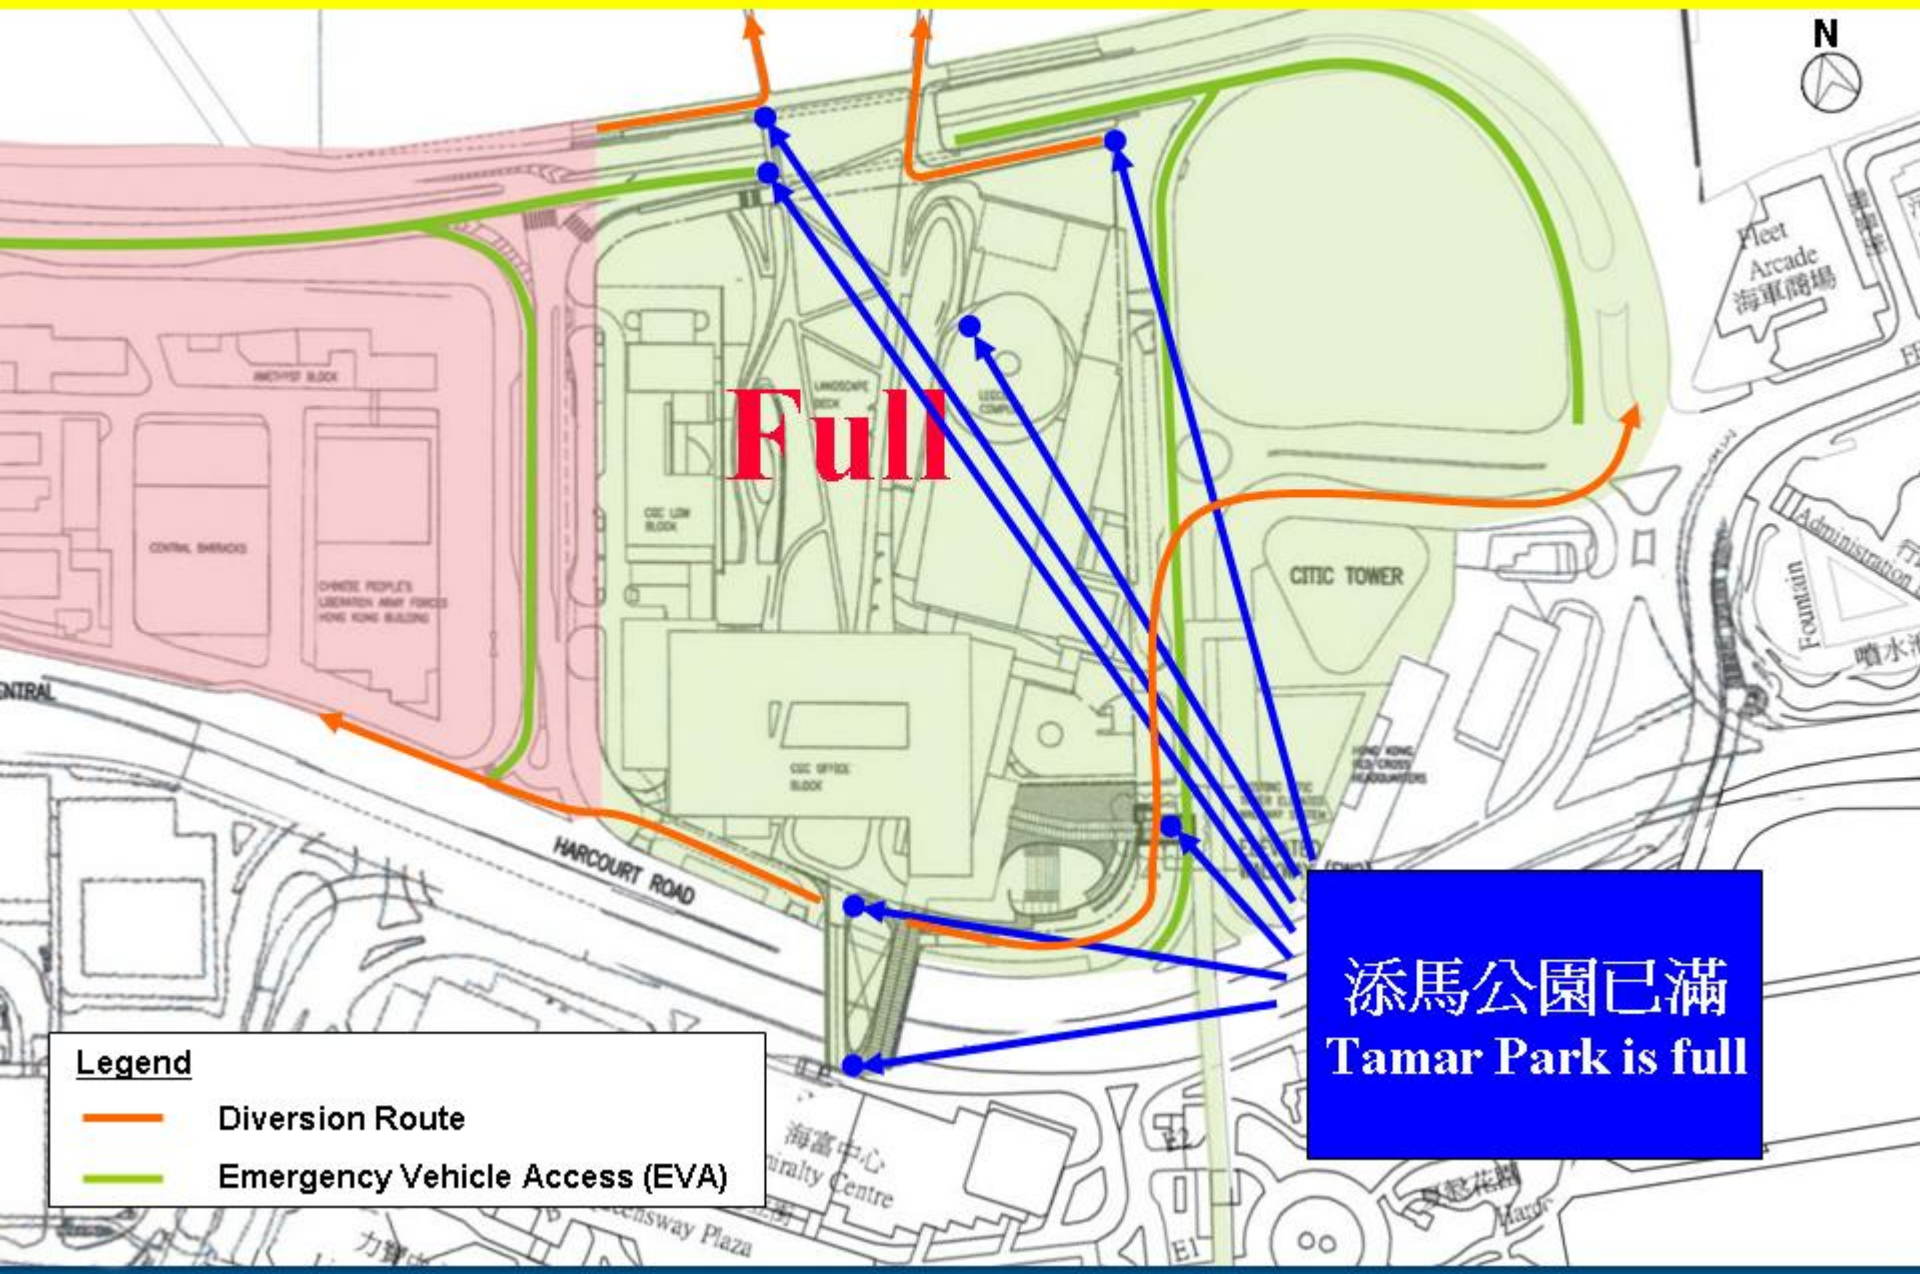 N
Fleet
Arcade
海軍商場
AMETHYST BLOCK
LANDSCAPE
DECK
Full
CGC LOW
BLOCK
CENTRAL BARRACKS
CHINESE PEOPLE'S
LIBERATION ARMY FORCES
HONG KONG BUILDING
CITIC TOWER
Administration
Fountain
噴水
CGC OFFICE
BLOCK
HONG KONG
RED CROSS
HEADQUARTERS
HARCOURT ROAD
ELEVATED
添馬公園已滿
Tamar Park is full
Legend
Diversion Route
Emergency Vehicle Access (EVA)
海富中心
Centre
Plaza
E2
E1